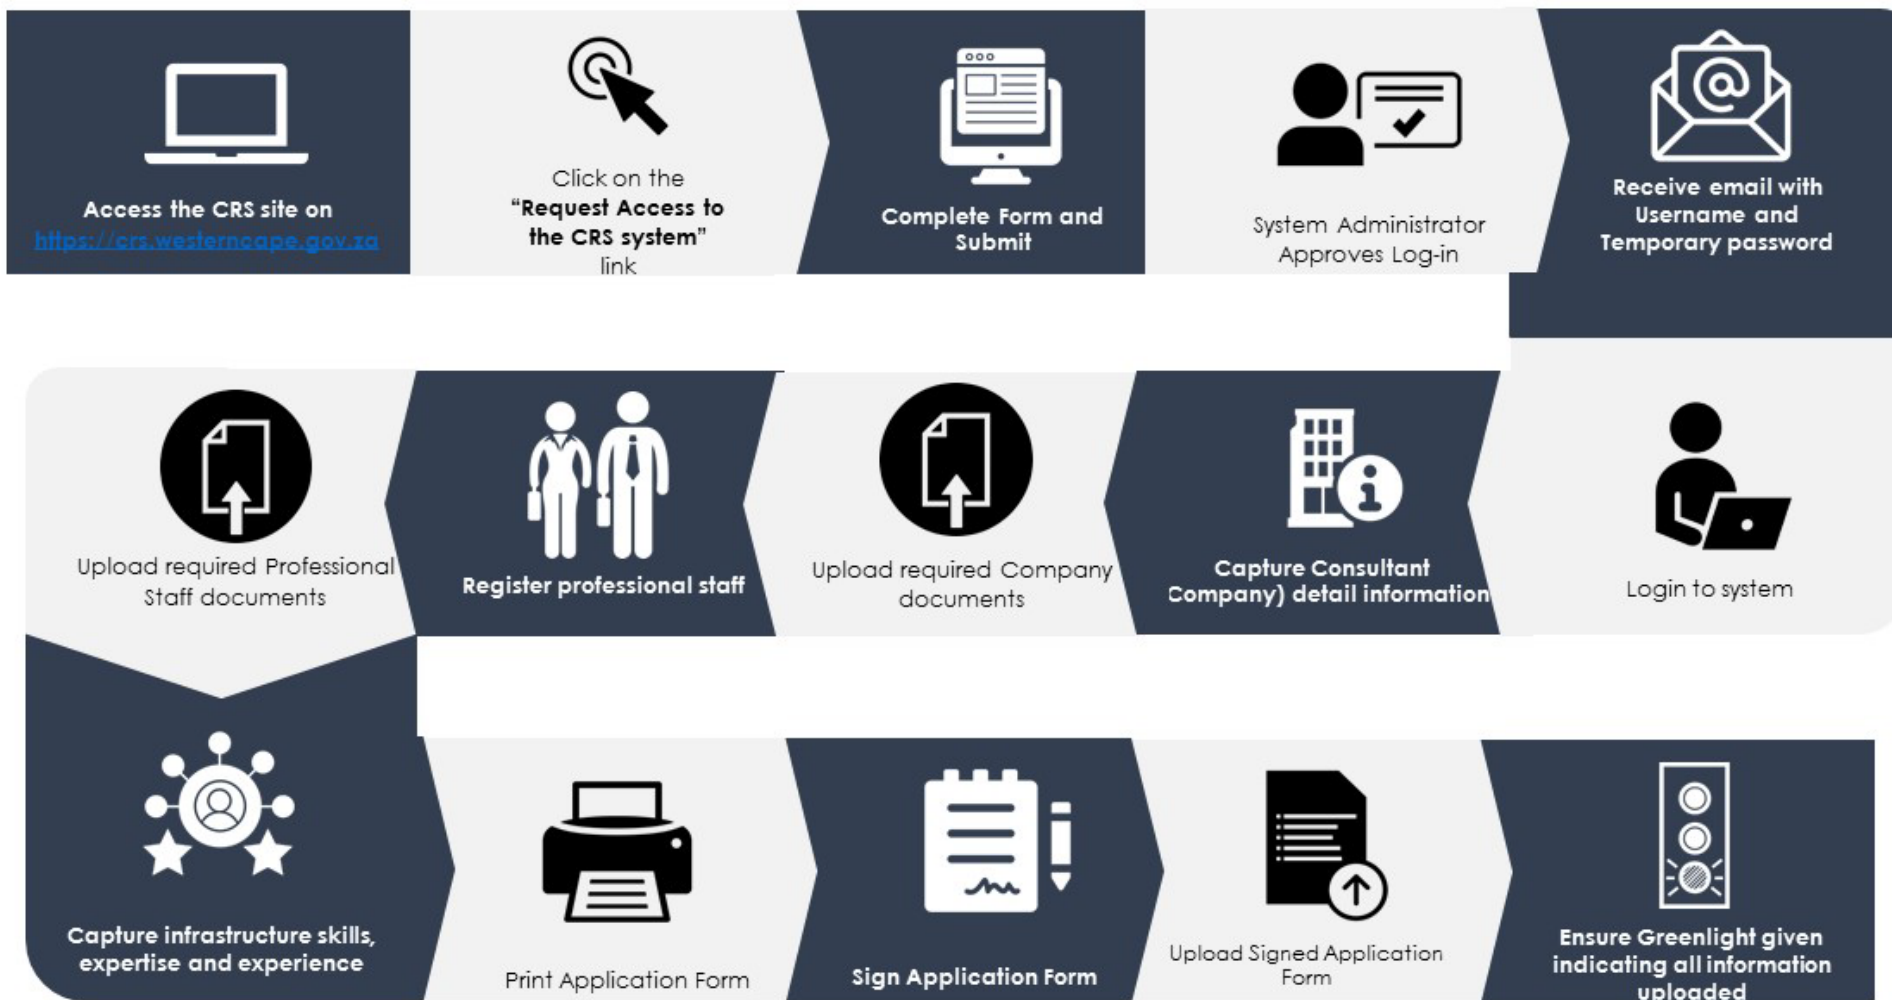 Access the CRS site on
https://crs.westerncape.gov.za
Click on the
“Request Access to
the CRS system”
link
Complete Form and
Submit
System Administrator
Approves Log-in
Receive email with
Username and
Temporary password
Login to system
Capture Consultant
Company) detail information
Upload required Company
documents
Register professional staff
Upload required Professional
Staff documents
Capture infrastructure skills,
expertise and experience
Print Application Form
Sign Application Form
Upload Signed Application
Form
Ensure Greenlight given
indicating all information
uploaded